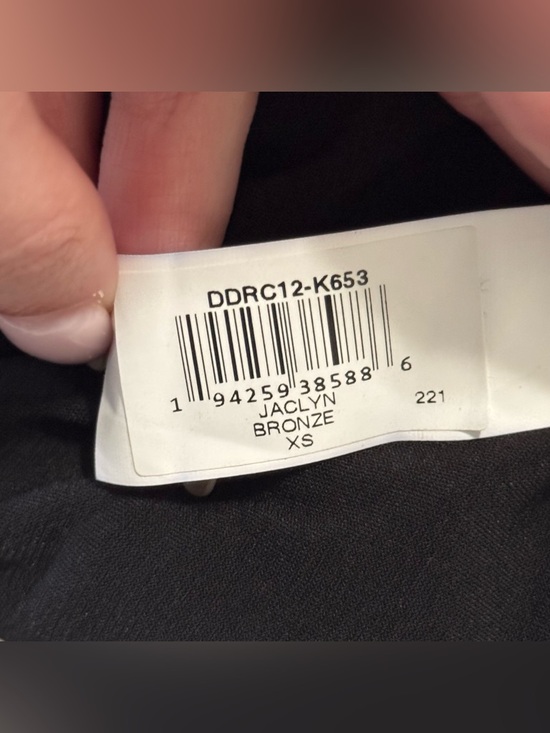 DDRC12-K653
1 94259 38588 6
JACLYN
BRONZE
XS
221